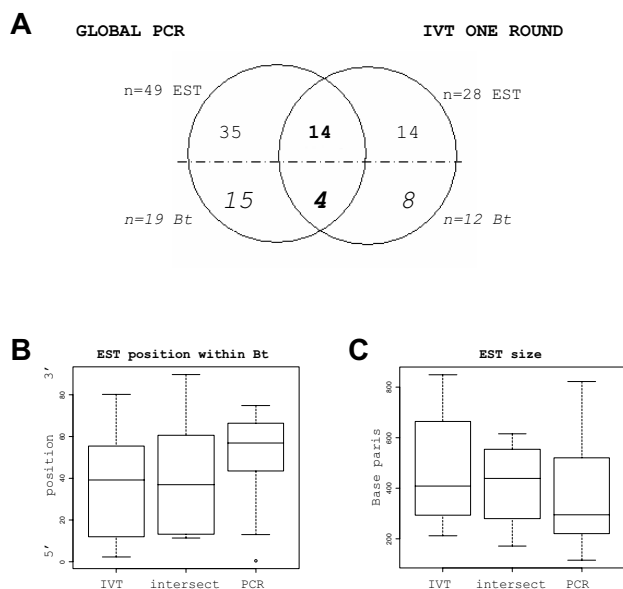 A
GLOBAL PCR IVT ONE ROUND
n=49 EST n=28 EST
35 14 14
15 4 8
n=19 Bt n=12 Bt
B C
EST position within Bt EST size
3' 5'
position
80
60
40
20
0
IVT intersect PCR
Base paris
800
600
400
200
IVT intersect PCR